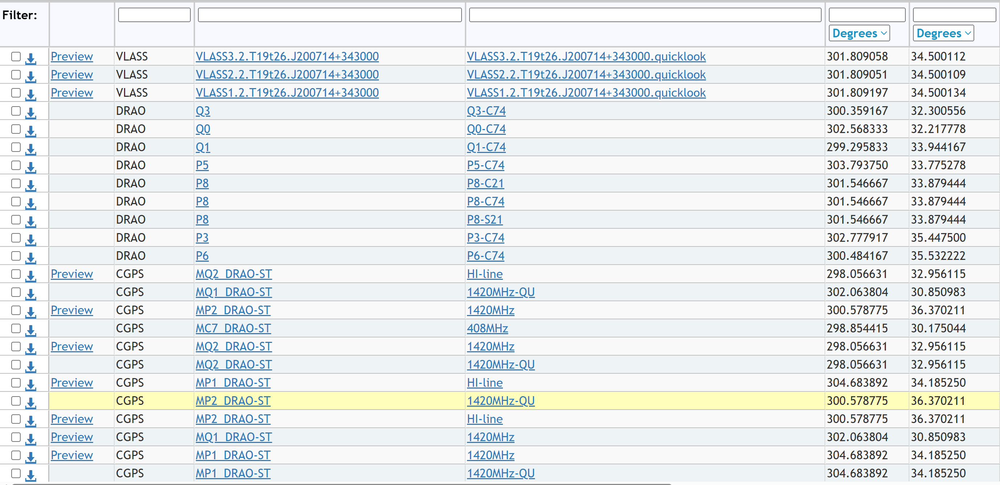 Filter:
Degrees Degrees
Preview VLASS VLASS3.2.T19t26.J200714+343000 VLASS3.2.T19t26.J200714+343000.quicklook 301.809058 34.500112
Preview VLASS VLASS2.2.T19t26.J200714+343000 VLASS2.2.T19t26.J200714+343000.quicklook 301.809051 34.500109
Preview VLASS VLASS1.2.T19t26.J200714+343000 VLASS1.2.T19t26.J200714+343000.quicklook 301.809197 34.500134
DRAO Q3 Q3-C74 300.359167 32.300556
DRAO Q0 Q0-C74 302.568333 32.217778
DRAO Q1 Q1-C74 299.295833 33.944167
DRAO P5 P5-C74 303.793750 33.775278
DRAO P8 P8-C21 301.546667 33.879444
DRAO P8 P8-C74 301.546667 33.879444
DRAO P8 P8-S21 301.546667 33.879444
DRAO P3 P3-C74 302.777917 35.447500
DRAO P6 P6-C74 300.484167 35.532222
Preview CGPS MQ2_DRAO-ST HI-line 298.056631 32.956115
CGPS MQ1_DRAO-ST 1420MHz-QU 302.063804 30.850983
Preview CGPS MP2_DRAO-ST 1420MHz 300.578775 36.370211
CGPS MC7_DRAO-ST 408MHz 298.854415 30.175044
Preview CGPS MQ2_DRAO-ST 1420MHz 298.056631 32.956115
CGPS MQ2_DRAO-ST 1420MHz-QU 298.056631 32.956115
Preview CGPS MP1_DRAO-ST HI-line 304.683892 34.185250
CGPS MP2_DRAO-ST 1420MHz-QU 300.578775 36.370211
Preview CGPS MP2_DRAO-ST HI-line 300.578775 36.370211
Preview CGPS MQ1_DRAO-ST 1420MHz 302.063804 30.850983
Preview CGPS MP1_DRAO-ST 1420MHz 304.683892 34.185250
CGPS MP1_DRAO-ST 1420MHz-QU 304.683892 34.185250